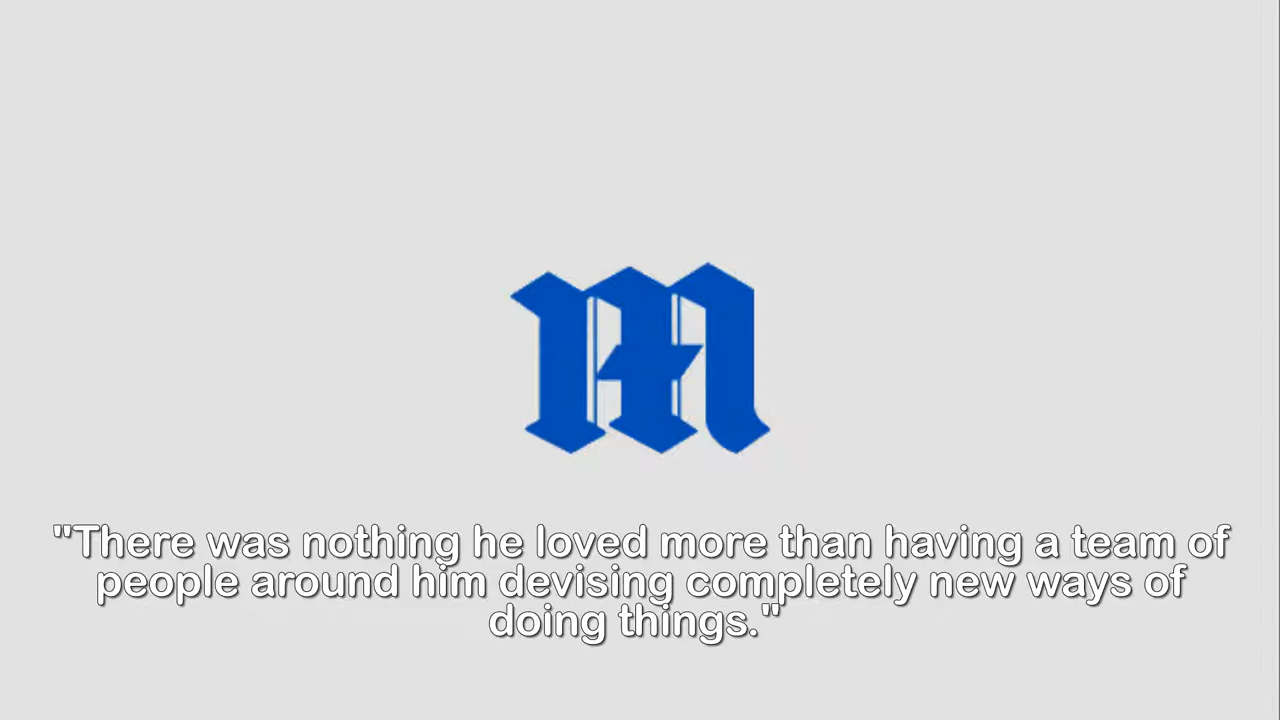 m
"There was nothing he loved more than having a team of
people around him devising completely new ways of
doing things."